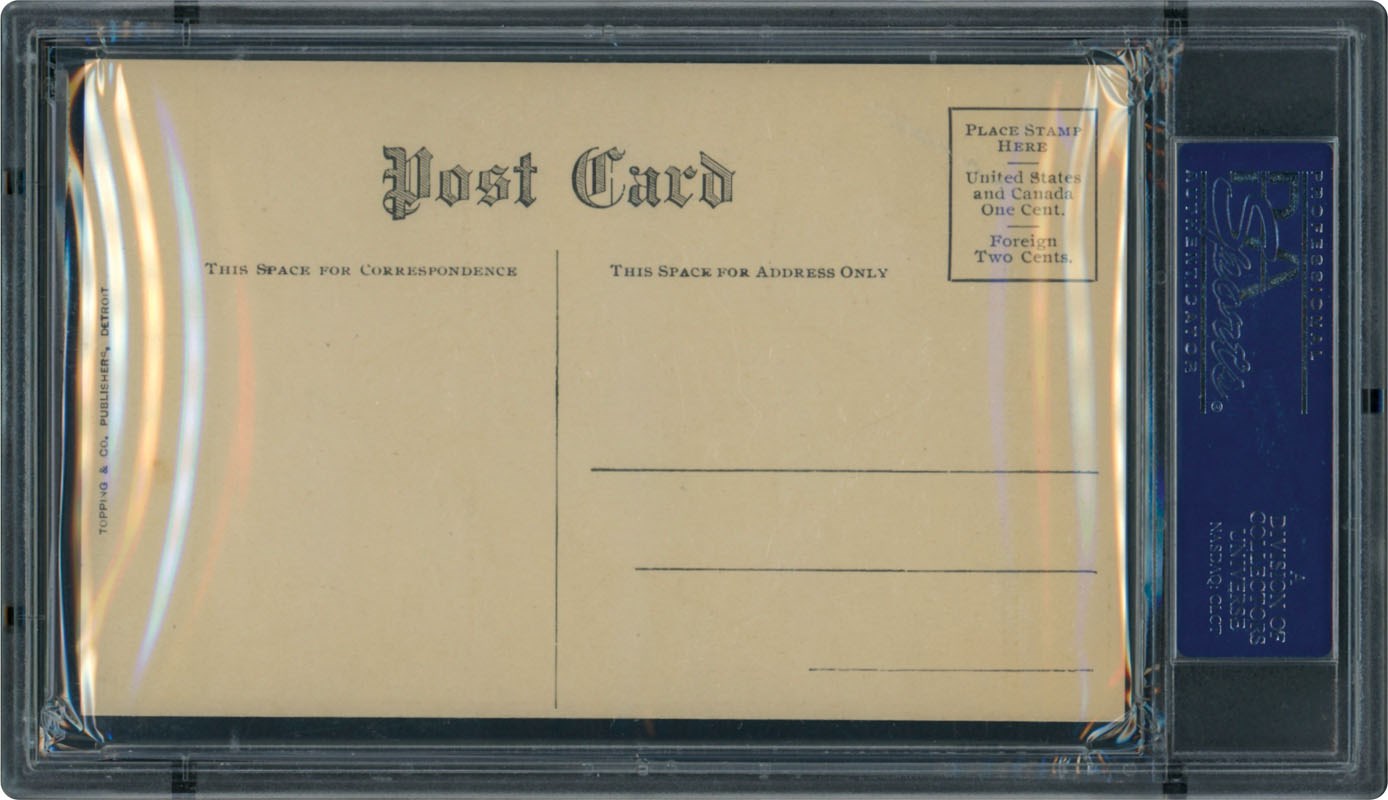 Post Card
PLACE STAMP
HERE
United States
and Canada
One Cent.
Foreign
Two Cents.
THIS SPACE FOR CORRESPONDENCE
THIS SPACE FOR ADDRESS ONLY
TOPPING & CO. PUBLISHERS, DETROIT
PROFESSIONAL
PSA
Sports
AUTHENTICATOR
®
A
DIVISION OF
COLLECTORS
UNIVERSE
NASDAQ: CLCT